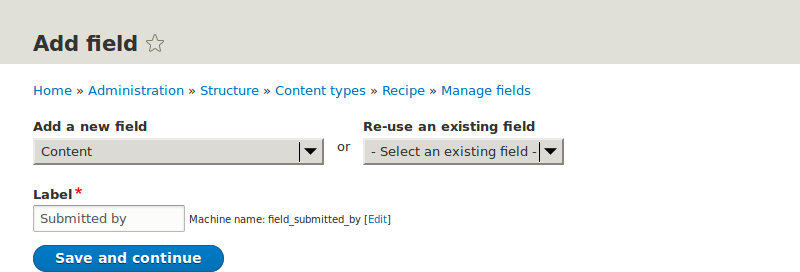 Add field
Home » Administration » Structure » Content types » Recipe » Manage fields
Add a new field
Content
or
Re-use an existing field
- Select an existing field -
Label*
Submitted by
Machine name: field_submitted_by [Edit]
Save and continue